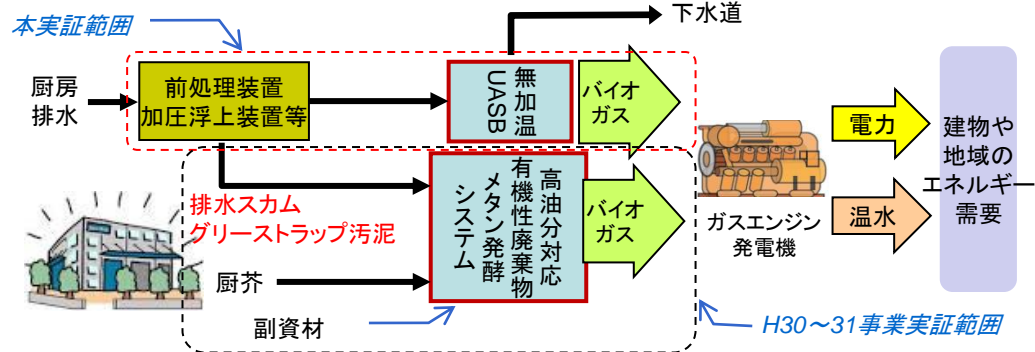 本実証範囲
下水道
厨房
排水
前処理装置
加圧浮上装置等
無加温
UASB
バイオ
ガス
電力
建物や
地域の
エネルギー
需要
排水スカム
グリーストラップ汚泥
高油分対応
有機性廃棄物
メタン発酵
システム
バイオ
ガス
ガスエンジン
発電機
温水
厨芥
副資材
H30～31事業実証範囲